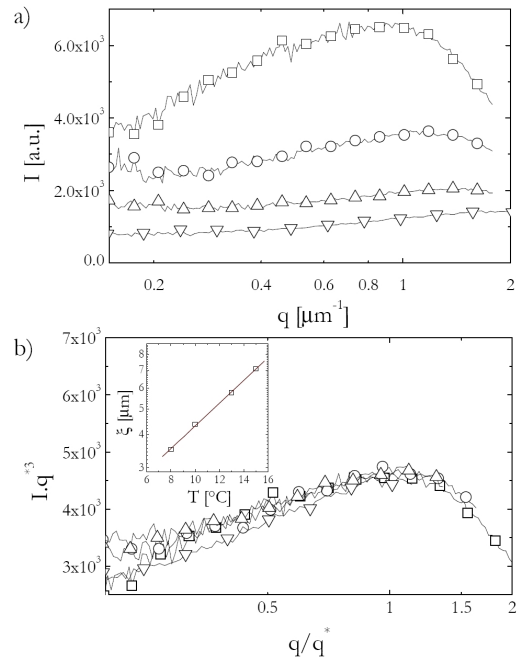 a)
6.0x10³
4.0x10³
2.0x10³
0.0
I [a.u.]
0.2
0.4
0.6
0.8
1
2
q [μm⁻¹]
b)
7x10³
6x10³
5x10³
4x10³
3x10³
I.q*³
8
7
6
5
4
3
ξ [μm]
6
8
10
12
14
16
T [°C]
0.5
1
1.5
2
q/q*